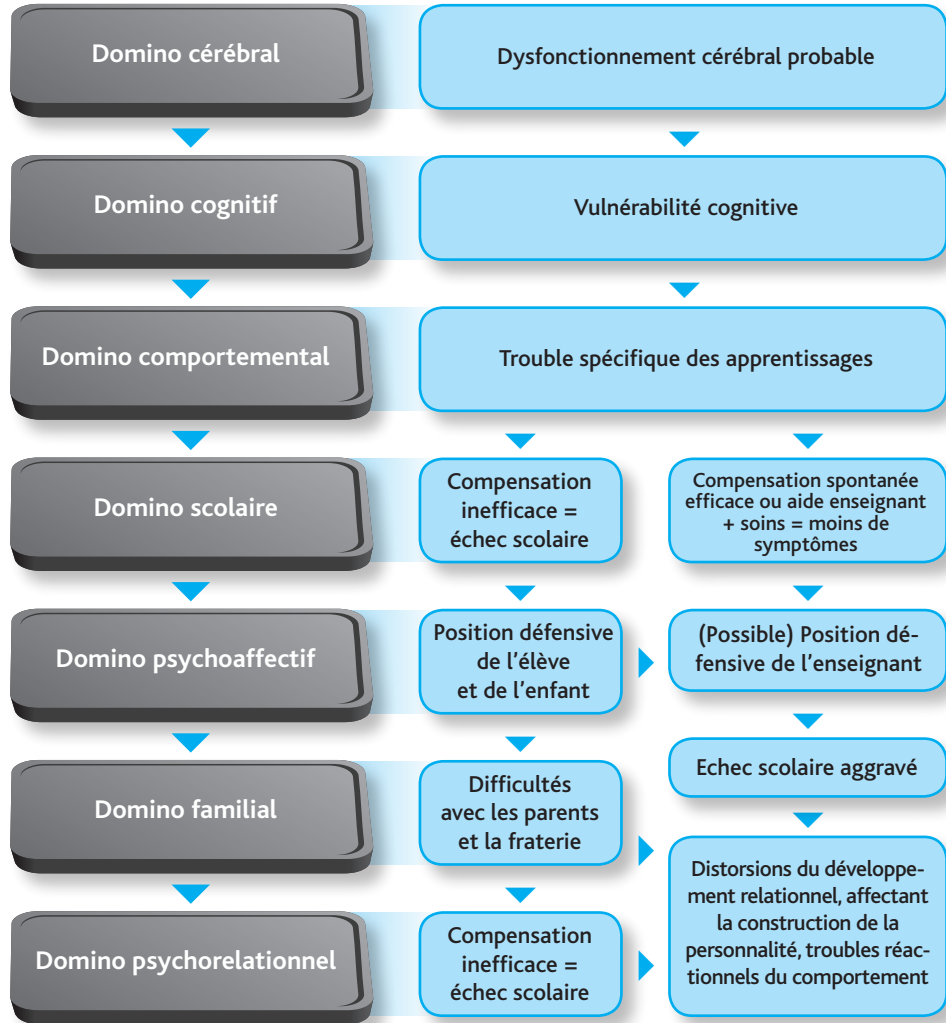 Domino cérébral
Dysfonctionnement cérébral probable
Domino cognitif
Vulnérabilité cognitive
Domino comportemental
Trouble spécifique des apprentissages
Domino scolaire
Compensation
inefficace =
échec scolaire
Compensation spontanée
efficace ou aide enseignant
+ soins = moins de
symptômes
Domino psychoaffectif
Position défensive
de l'élève
et de l'enfant
(Possible) Position dé-
fensive de l'enseignant
Echec scolaire aggravé
Domino familial
Difficultés
avec les parents
et la fraterie
Distorsions du développe-
ment relationnel, affectant
la construction de la
personnalité, troubles réac-
tionnels du comportement
Domino psychorelationnel
Compensation
inefficace =
échec scolaire